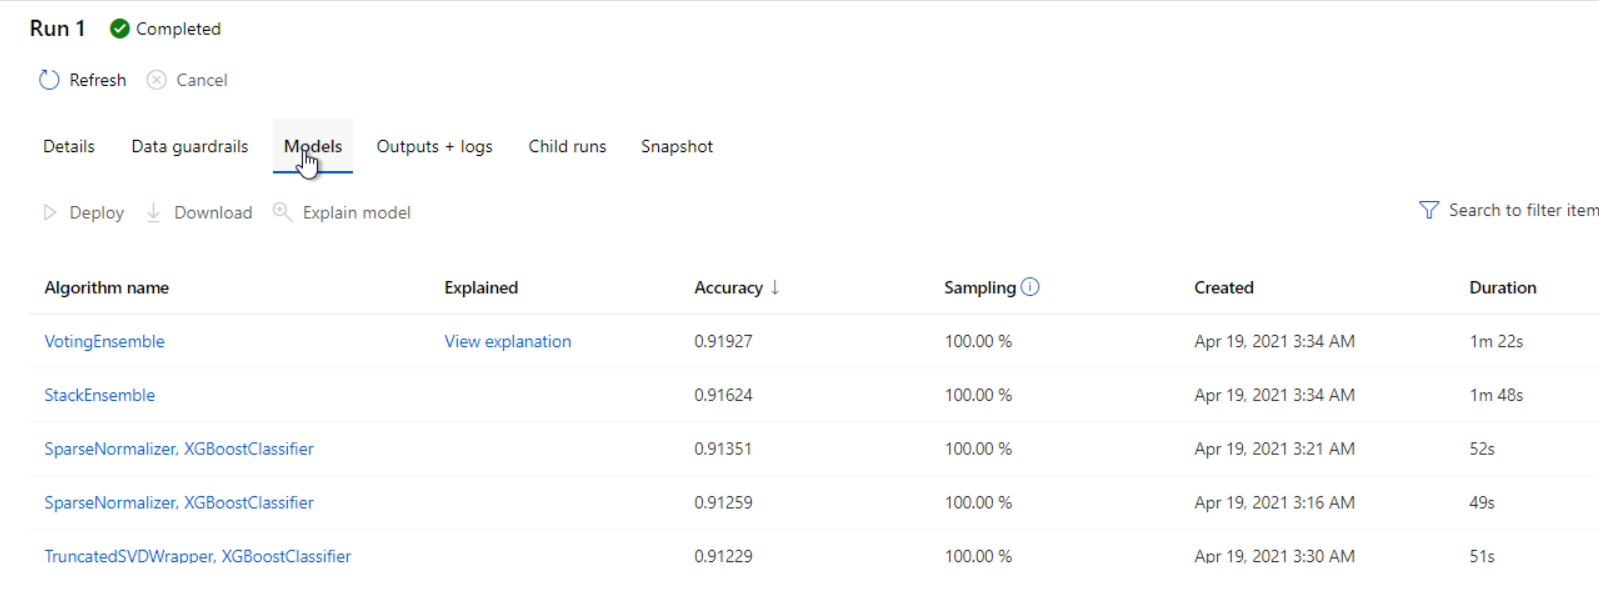 Run 1 Completed
Refresh Cancel
Details Data guardrails Models Outputs + logs Child runs Snapshot
Deploy Download Explain model Search to filter item
Algorithm name Explained Accuracy ↓ Sampling Created Duration
VotingEnsemble View explanation 0.91927 100.00 % Apr 19, 2021 3:34 AM 1m 22s
StackEnsemble 0.91624 100.00 % Apr 19, 2021 3:34 AM 1m 48s
SparseNormalizer, XGBoostClassifier 0.91351 100.00 % Apr 19, 2021 3:21 AM 52s
SparseNormalizer, XGBoostClassifier 0.91259 100.00 % Apr 19, 2021 3:16 AM 49s
TruncatedSVDWrapper, XGBoostClassifier 0.91229 100.00 % Apr 19, 2021 3:30 AM 51s